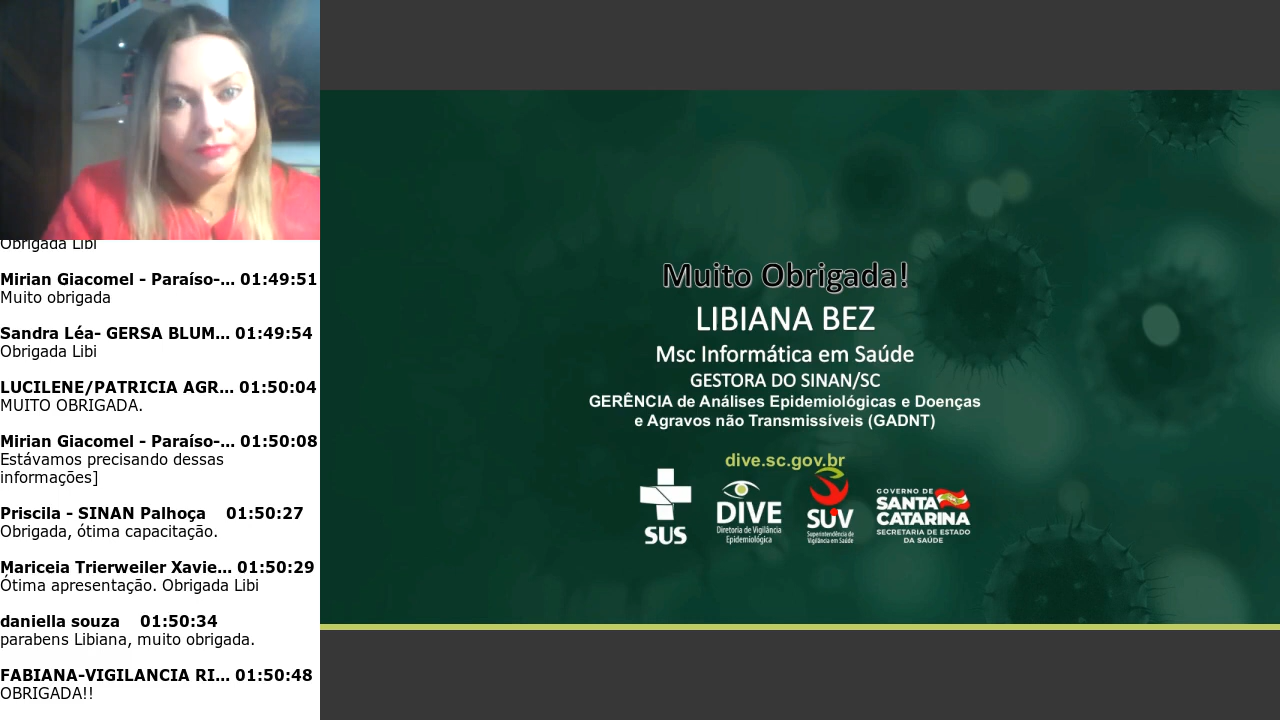 Obrigada Libi
Mirian Giacomel - Paraíso-... 01:49:51
Muito obrigada
Sandra Léa- GERSA BLUM... 01:49:54
Obrigada Libi
LUCILENE/PATRICIA AGR... 01:50:04
MUITO OBRIGADA.
Mirian Giacomel - Paraíso-... 01:50:08
Estávamos precisando dessas
informações]
Priscila - SINAN Palhoça 01:50:27
Obrigada, ótima capacitação.
Mariceia Trierweiler Xavie... 01:50:29
Ótima apresentação. Obrigada Libi
daniella souza 01:50:34
parabens Libiana, muito obrigada.
FABIANA-VIGILANCIA RI... 01:50:48
OBRIGADA!!
Muito Obrigada!
LIBIANA BEZ
Msc Informática em Saúde
GESTORA DO SINAN/SC
GERÊNCIA de Análises Epidemiológicas e Doenças
e Agravos não Transmissíveis (GADNT)
dive.sc.gov.br
SUS
DIVE
Diretoria de Vigilância
Epidemiológica
SUV
Superintendência de
Vigilância em Saúde
GOVERNO DE
SANTA
CATARINA
SECRETARIA DE ESTADO
DA SAÚDE